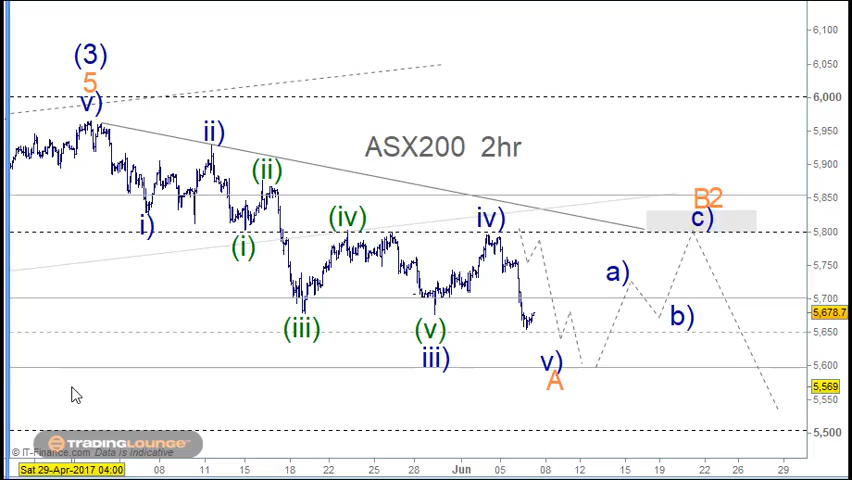 6,100
(3)
6,050
5
6,000
v)
5,950
ii)
ASX200 2hr
(ii)
5,900
5,850
B2
i)
(i)
(iv)
iv)
c)
5,800
a)
5,750
5,700
b)
5,678.7
(iii)
(v)
5,650
iii)
v)
5,600
A
5,569
5,550
TRADINGLOUNGE
5,500
© IT-Finance.com Data is indicative
Sat 29-Apr-2017 04:00
08 11 15 18 22 25 28 Jun 05 08 12 15 19 22 26 29